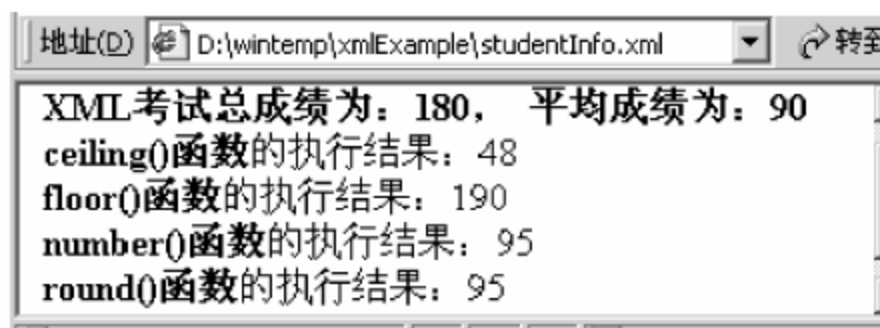 地址(D) D:\wintemp\xmlExample\studentInfo.xml 转到
XML考试总成绩为：180， 平均成绩为：90
ceiling()函数的执行结果：48
floor()函数的执行结果：190
number()函数的执行结果：95
round()函数的执行结果：95